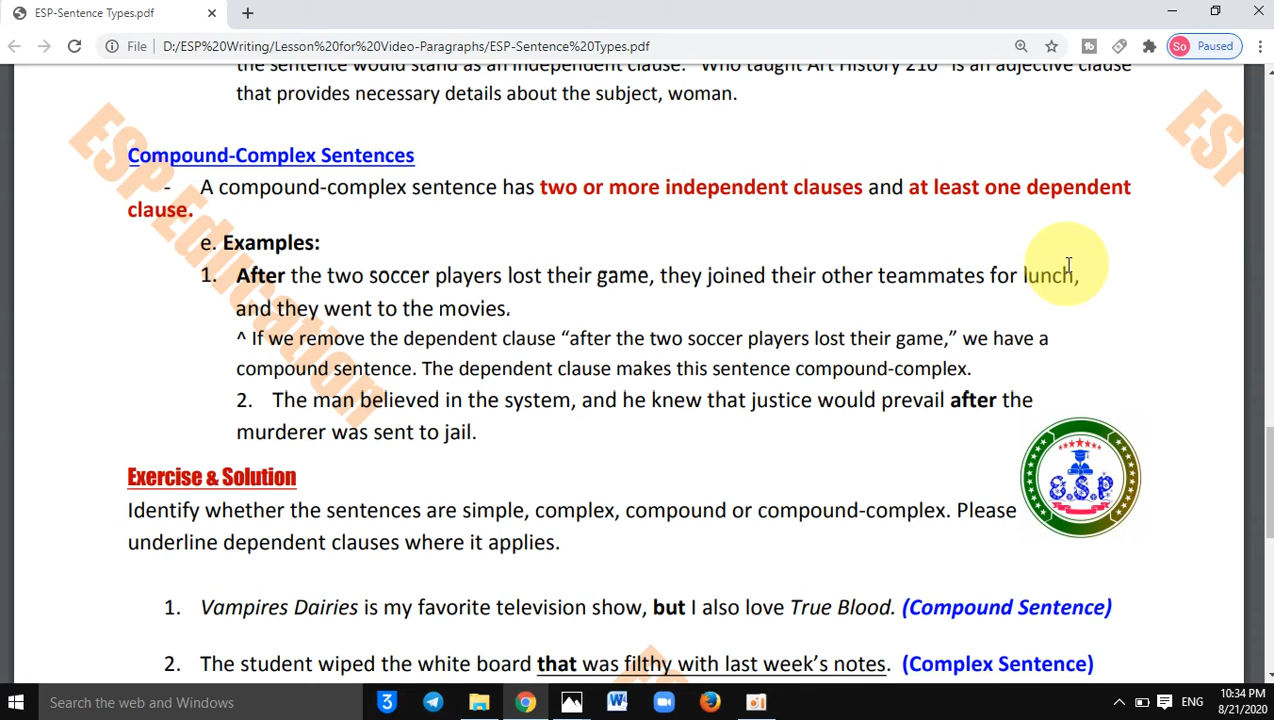 ESP-Sentence Types.pdf
File
D:/ESP%20Writing/Lesson%20for%20Video-Paragraphs/ESP-Sentence%20Types.pdf
So Paused
the sentence would stand as an independent clause. "Who taught Art History 210" is an adjective clause
that provides necessary details about the subject, woman.
Compound-Complex Sentences
- A compound-complex sentence has two or more independent clauses and at least one dependent
clause.
e. Examples:
1. After the two soccer players lost their game, they joined their other teammates for lunch,
and they went to the movies.
^ If we remove the dependent clause “after the two soccer players lost their game,” we have a
compound sentence. The dependent clause makes this sentence compound-complex.
2. The man believed in the system, and he knew that justice would prevail after the
murderer was sent to jail.
Exercise & Solution
Identify whether the sentences are simple, complex, compound or compound-complex. Please
underline dependent clauses where it applies.
1. Vampires Dairies is my favorite television show, but I also love True Blood. (Compound Sentence)
2. The student wiped the white board that was filthy with last week’s notes. (Complex Sentence)
ESP Education
ESP
ESP
E.S.P
Search the web and Windows
ENG
10:34 PM
8/21/2020